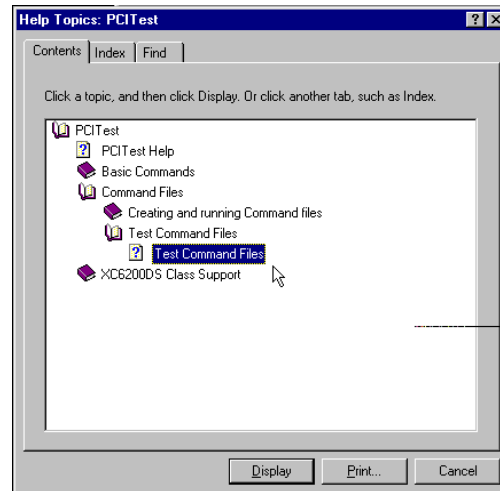 Help Topics: PCITest
Contents Index Find
Click a topic, and then click Display. Or click another tab, such as Index.
PCITest
PCITest Help
Basic Commands
Command Files
Creating and running Command files
Test Command Files
Test Command Files
XC6200DS Class Support
Display Print... Cancel